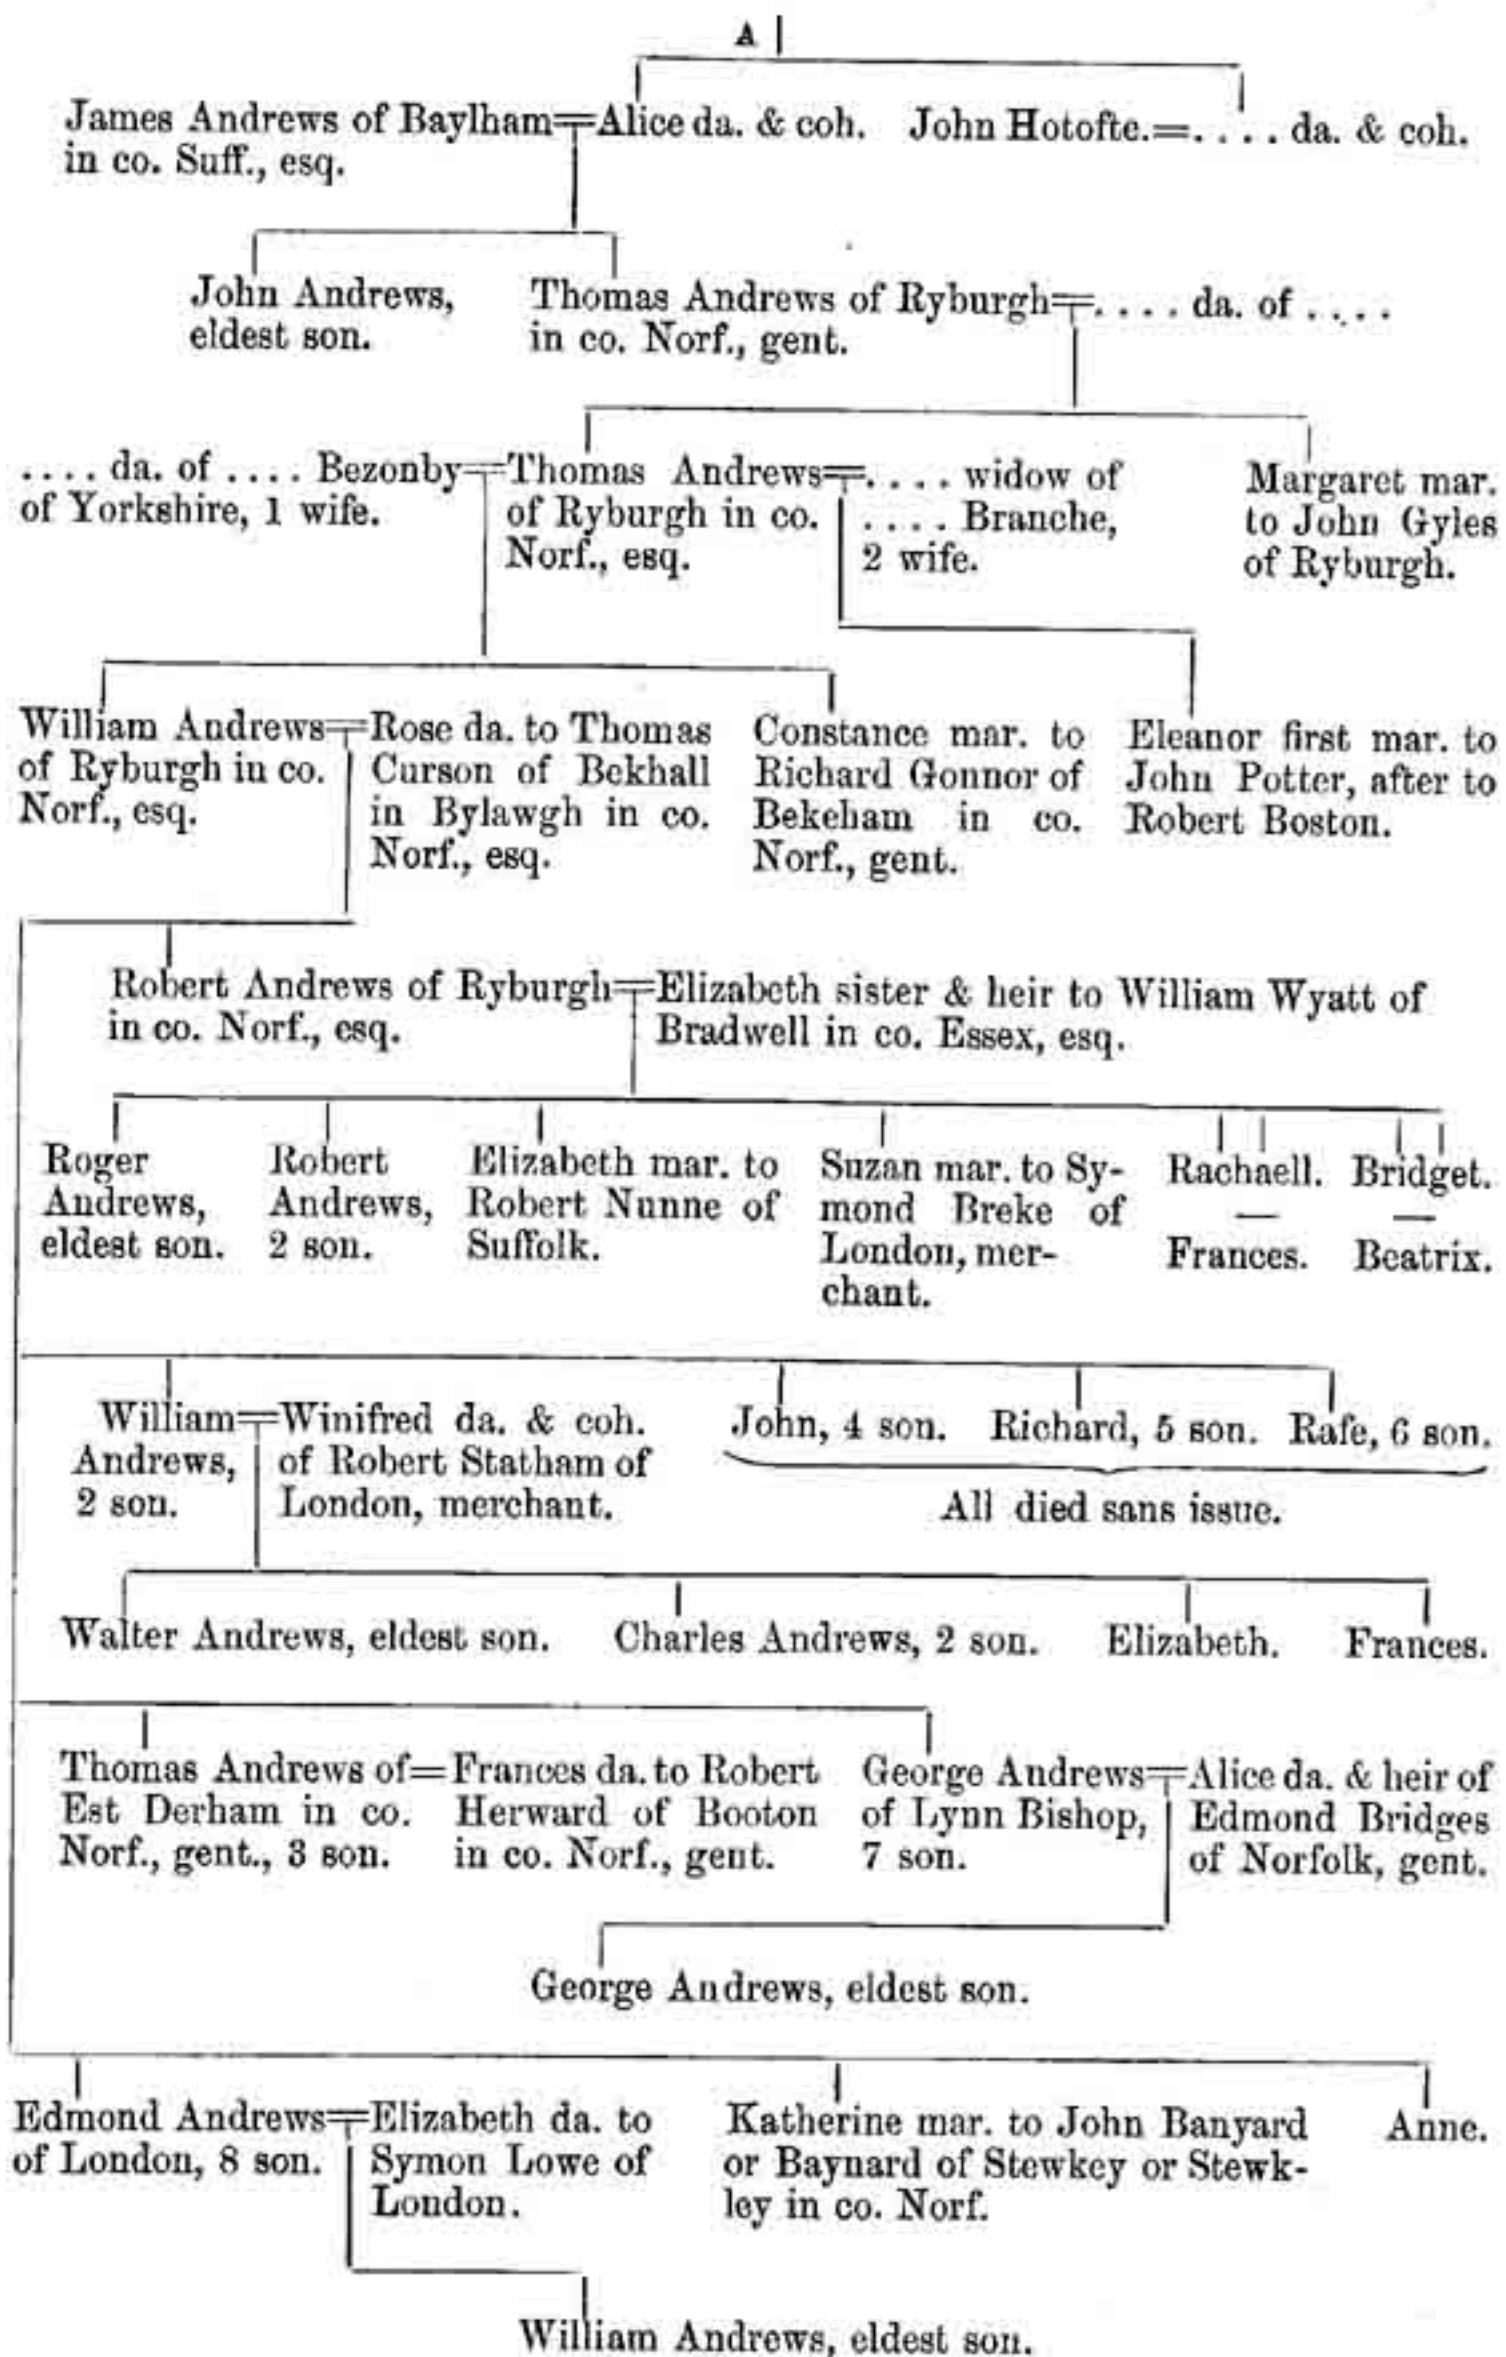 A
James Andrews of Baylham=Alice da. & coh. John Hotofte.=.... da. & coh.
in co. Suff., esq.
John Andrews,
eldest son.
Thomas Andrews of Ryburgh=.... da. of ....
in co. Norf., gent.
.... da. of .... Bezonby=
of Yorkshire, 1 wife.
Thomas Andrews=
of Ryburgh in co.
Norf., esq.
.... widow of
.... Branche,
2 wife.
Margaret mar.
to John Gyles
of Ryburgh.
William Andrews=
of Ryburgh in co.
Norf., esq.
Rose da. to Thomas
Curson of Bekhall
in Bylawgh in co.
Norf., esq.
Constance mar. to
Richard Gonnor of
Bekeham in co.
Norf., gent.
Eleanor first mar. to
John Potter, after to
Robert Boston.
Robert Andrews of Ryburgh=
in co. Norf., esq.
Elizabeth sister & heir to William Wyatt of
Bradwell in co. Essex, esq.
Roger
Andrews,
eldest son.
Robert
Andrews,
2 son.
Elizabeth mar. to
Robert Nunne of
Suffolk.
Suzan mar. to Sy-
mond Breke of
London, mer-
chant.
Rachaell.
—
Frances.
Bridget.
—
Beatrix.
William=
Andrews,
2 son.
Winifred da. & coh.
of Robert Statham of
London, merchant.
John, 4 son. Richard, 5 son. Rafe, 6 son.
All died sans issue.
Walter Andrews, eldest son. Charles Andrews, 2 son. Elizabeth. Frances.
Thomas Andrews of=
Est Derham in co.
Norf., gent., 3 son.
Frances da. to Robert
Herward of Booton
in co. Norf., gent.
George Andrews=
of Lynn Bishop,
7 son.
Alice da. & heir of
Edmond Bridges
of Norfolk, gent.
George Andrews, eldest son.
Edmond Andrews=
of London, 8 son.
Elizabeth da. to
Symon Lowe of
London.
Katherine mar. to John Banyard
or Baynard of Stewkey or Stewk-
ley in co. Norf.
Anne.
William Andrews, eldest son.